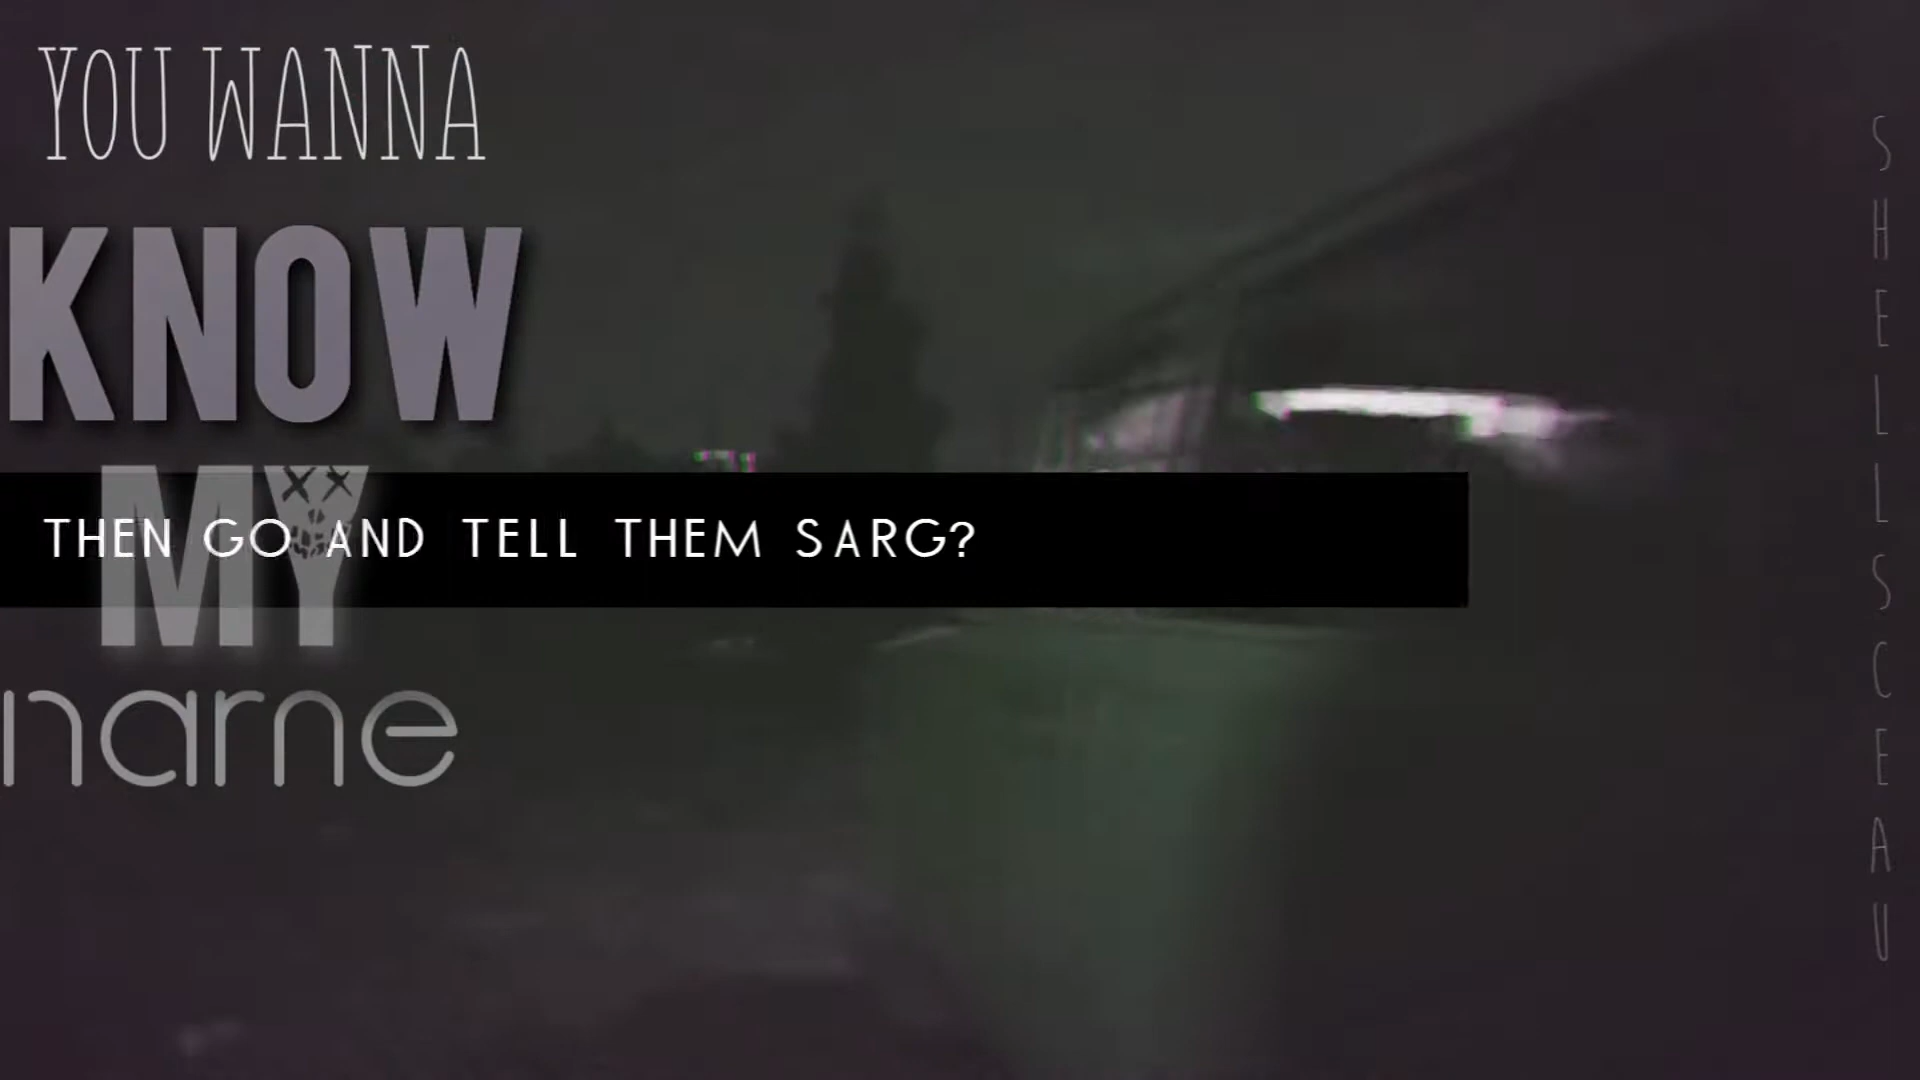 YOU WANNA
KNOW
MY
THEN GO AND TELL THEM SARG?
name
SHELLSCEAU